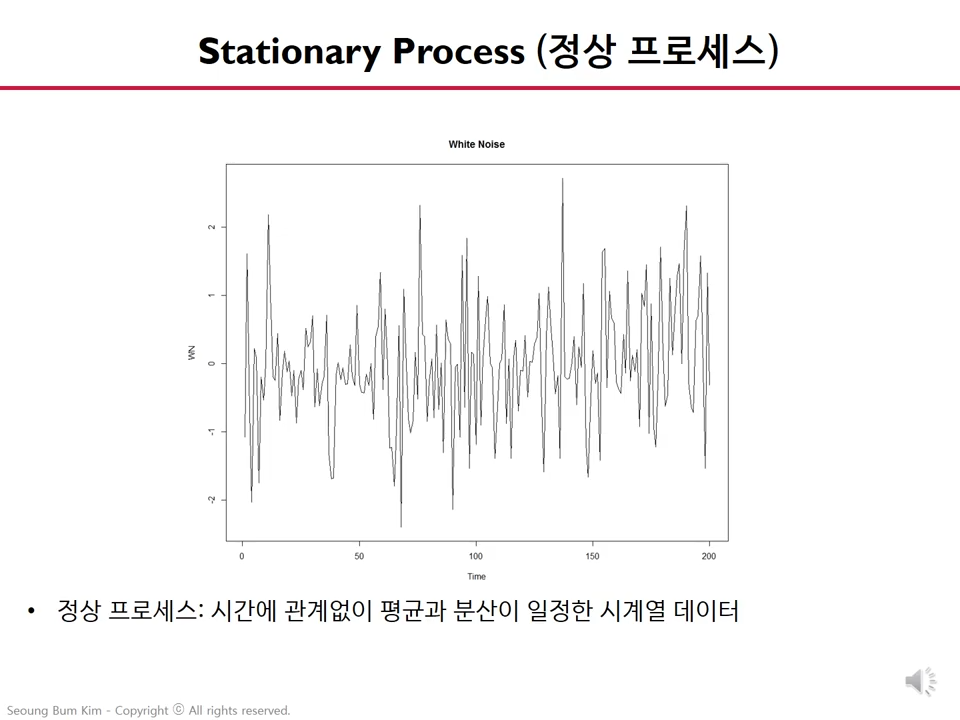 Stationary Process (정상 프로세스)
White Noise
WN
2
1
0
-1
-2
0 50 100 150 200
Time
• 정상 프로세스: 시간에 관계없이 평균과 분산이 일정한 시계열 데이터
Seoung Bum Kim - Copyright ⓒ All rights reserved.